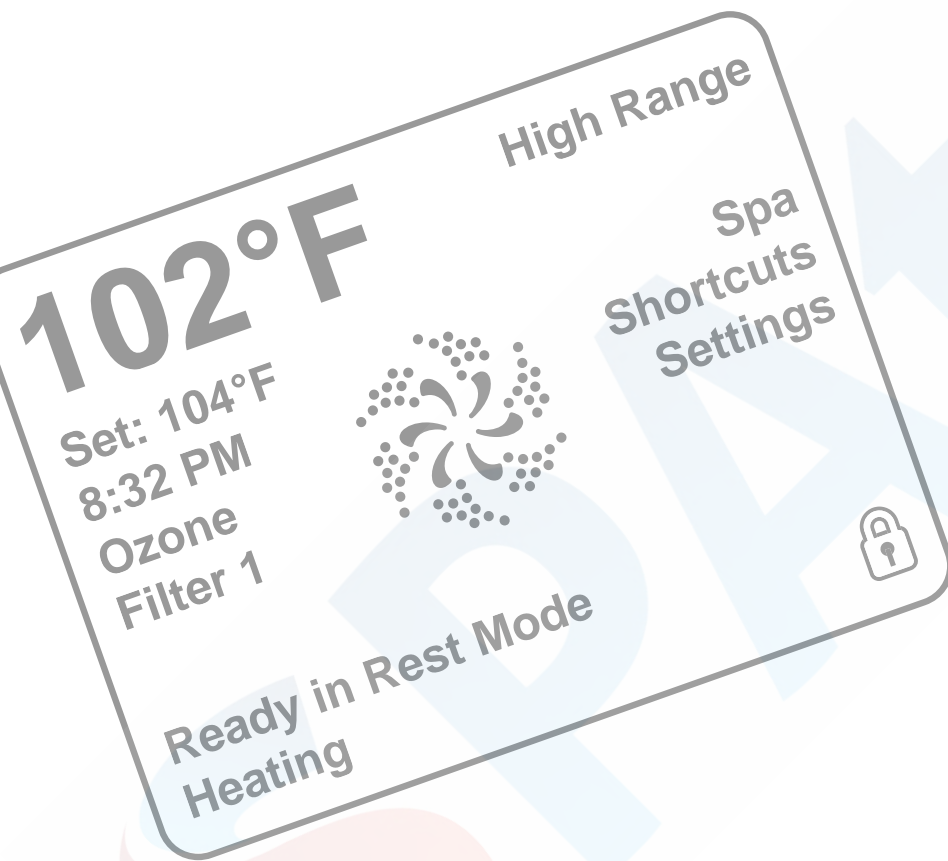 High Range
102°F
Spa
Shortcuts
Settings
Set: 104°F
8:32 PM
Ozone
Filter 1
Ready in Rest Mode
Heating
SPA